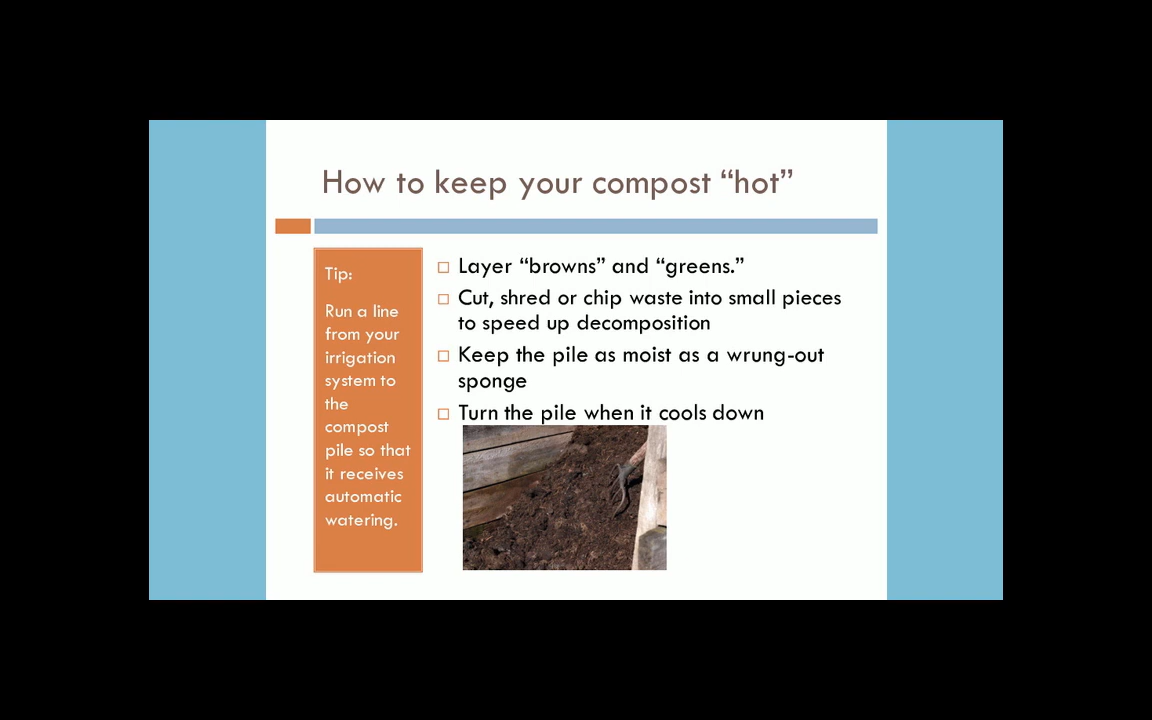 How to keep your compost “hot”
Tip:
Run a line
from your
irrigation
system to
the
compost
pile so that
it receives
automatic
watering.
Layer “browns” and “greens.”
Cut, shred or chip waste into small pieces
to speed up decomposition
Keep the pile as moist as a wrung-out
sponge
Turn the pile when it cools down